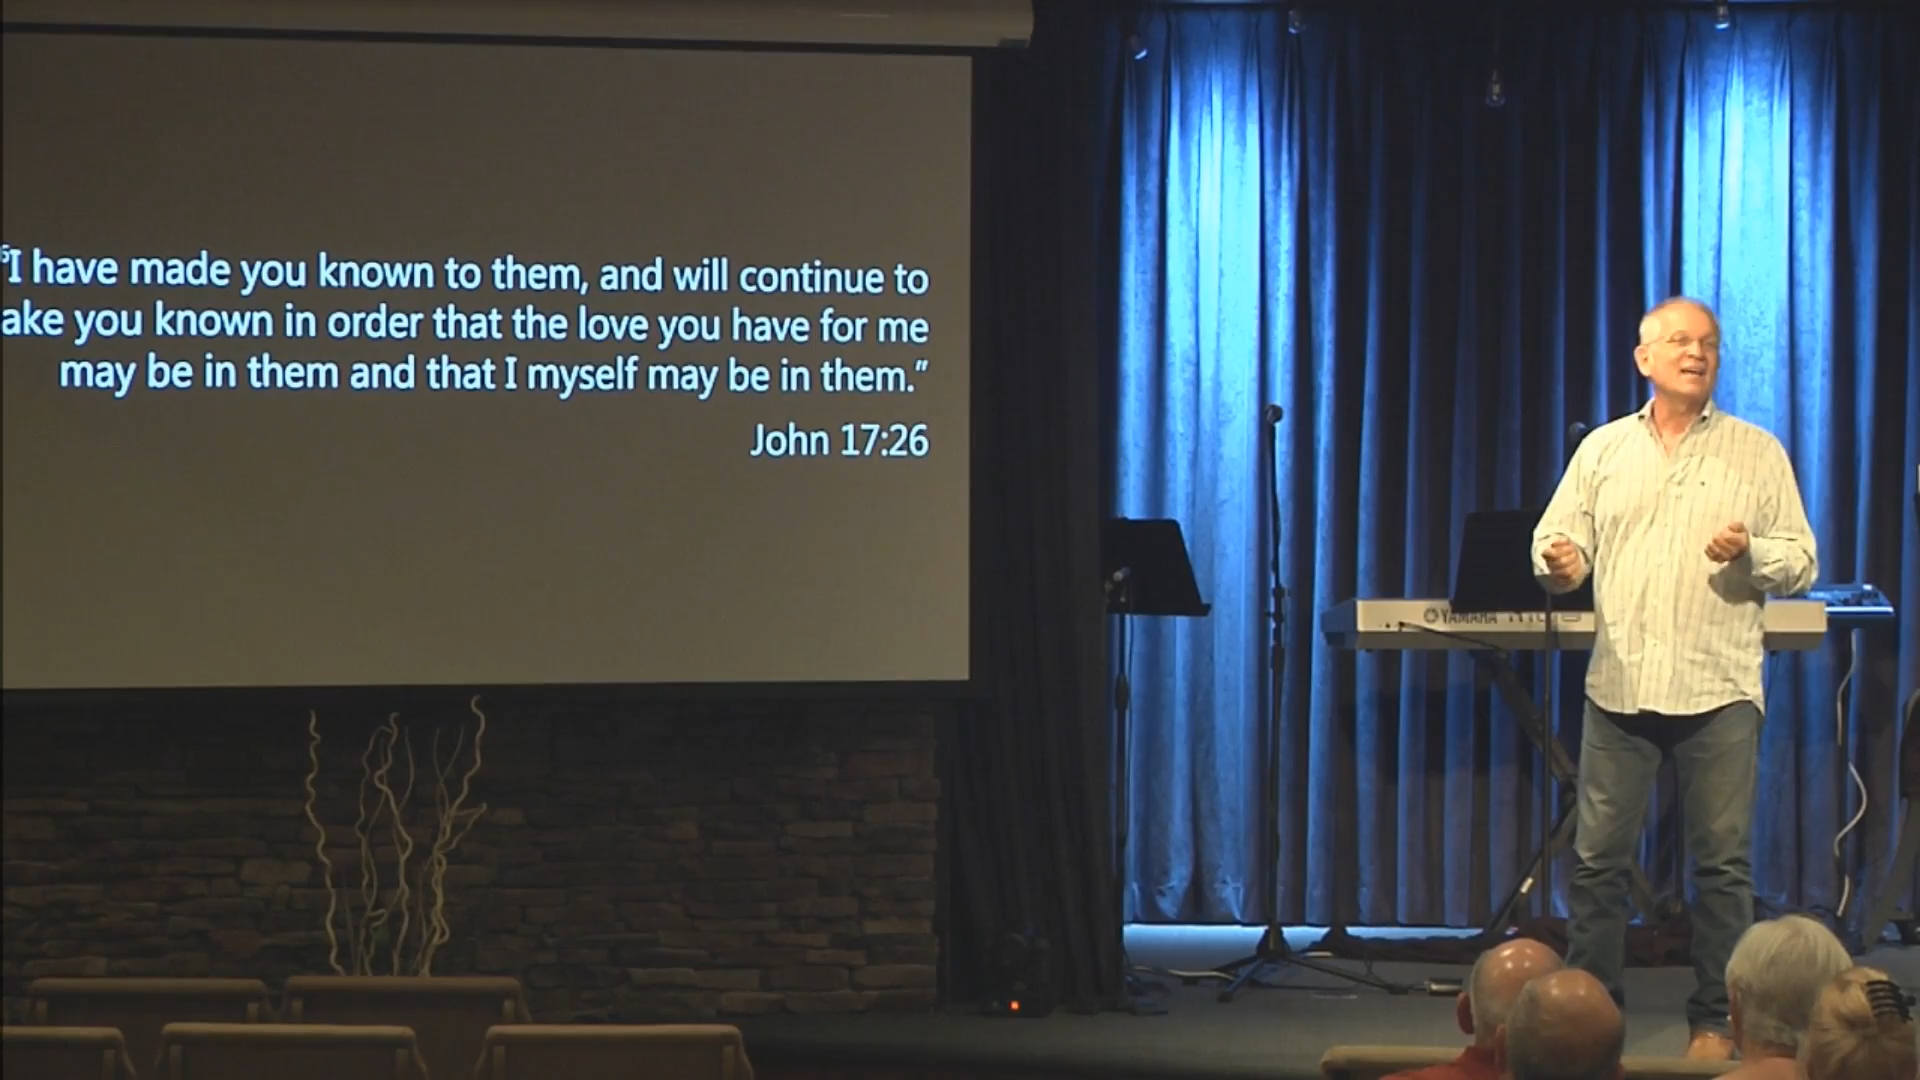 "I have made you known to them, and will continue to
ake you known in order that the love you have for me
may be in them and that I myself may be in them."
John 17:26
YAMAHA